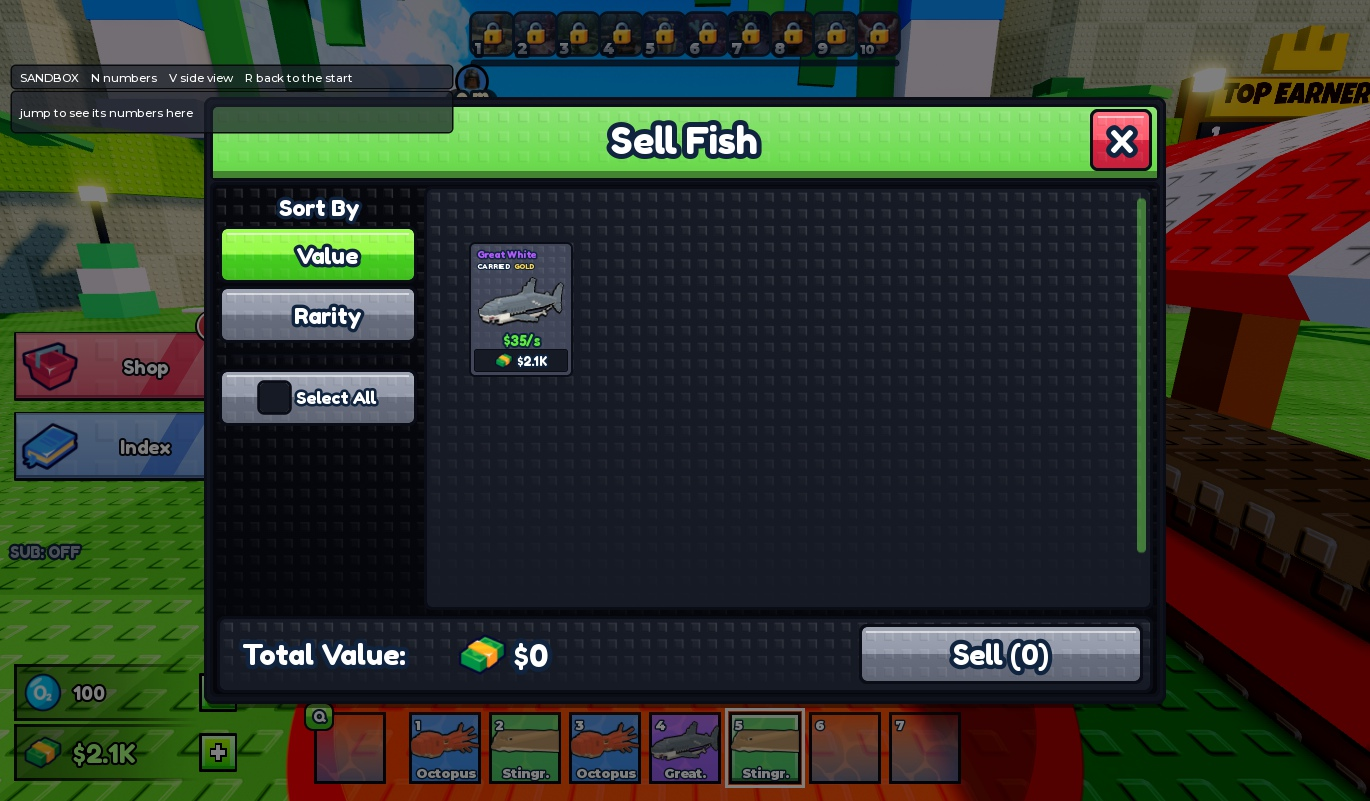 1 2 3 4 5 6 7 8 9 10
SANDBOX N numbers V side view R back to the start
jump to see its numbers here
TOP EARNER
1
Sell Fish
X
Sort By
Value
Rarity
Select All
Great White
CARRIED GOLD
$35/s
$2.1K
Shop
Index
SUB: OFF
Total Value: $0
Sell (0)
O2 100
$2.1K
+
Q
1 Octopus
2 Stingr.
3 Octopus
4 Great.
5 Stingr.
6
7